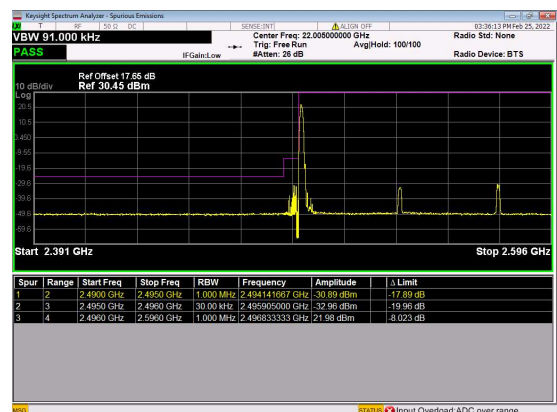 Keysight Spectrum Analyzer - Spurious Emissions
T RF 50 Ω DC SENSE:INT ALIGN OFF 03:36:13 PM Feb 25, 2022
VBW 91.000 kHz Center Freq: 22.005000000 GHz Radio Std: None
Trig: Free Run Avg|Hold: 100/100
PASS IFGain:Low #Atten: 26 dB Radio Device: BTS
Ref Offset 17.65 dB
10 dB/div Ref 30.45 dBm
Log
20.5
10.5
0.450
-9.55
-19.6
-29.6
-39.6
-49.6
-59.6
Start 2.391 GHz Stop 2.596 GHz
Spur Range Start Freq Stop Freq RBW Frequency Amplitude Δ Limit
1 2 2.4900 GHz 2.4950 GHz 1.000 MHz 2.494141667 GHz -30.89 dBm -17.89 dB
2 3 2.4950 GHz 2.4960 GHz 30.00 kHz 2.495905000 GHz -32.96 dBm -19.96 dB
3 4 2.4960 GHz 2.5960 GHz 1.000 MHz 2.496833333 GHz 21.98 dBm -8.023 dB
MSG STATUS Input Overload;ADC over range